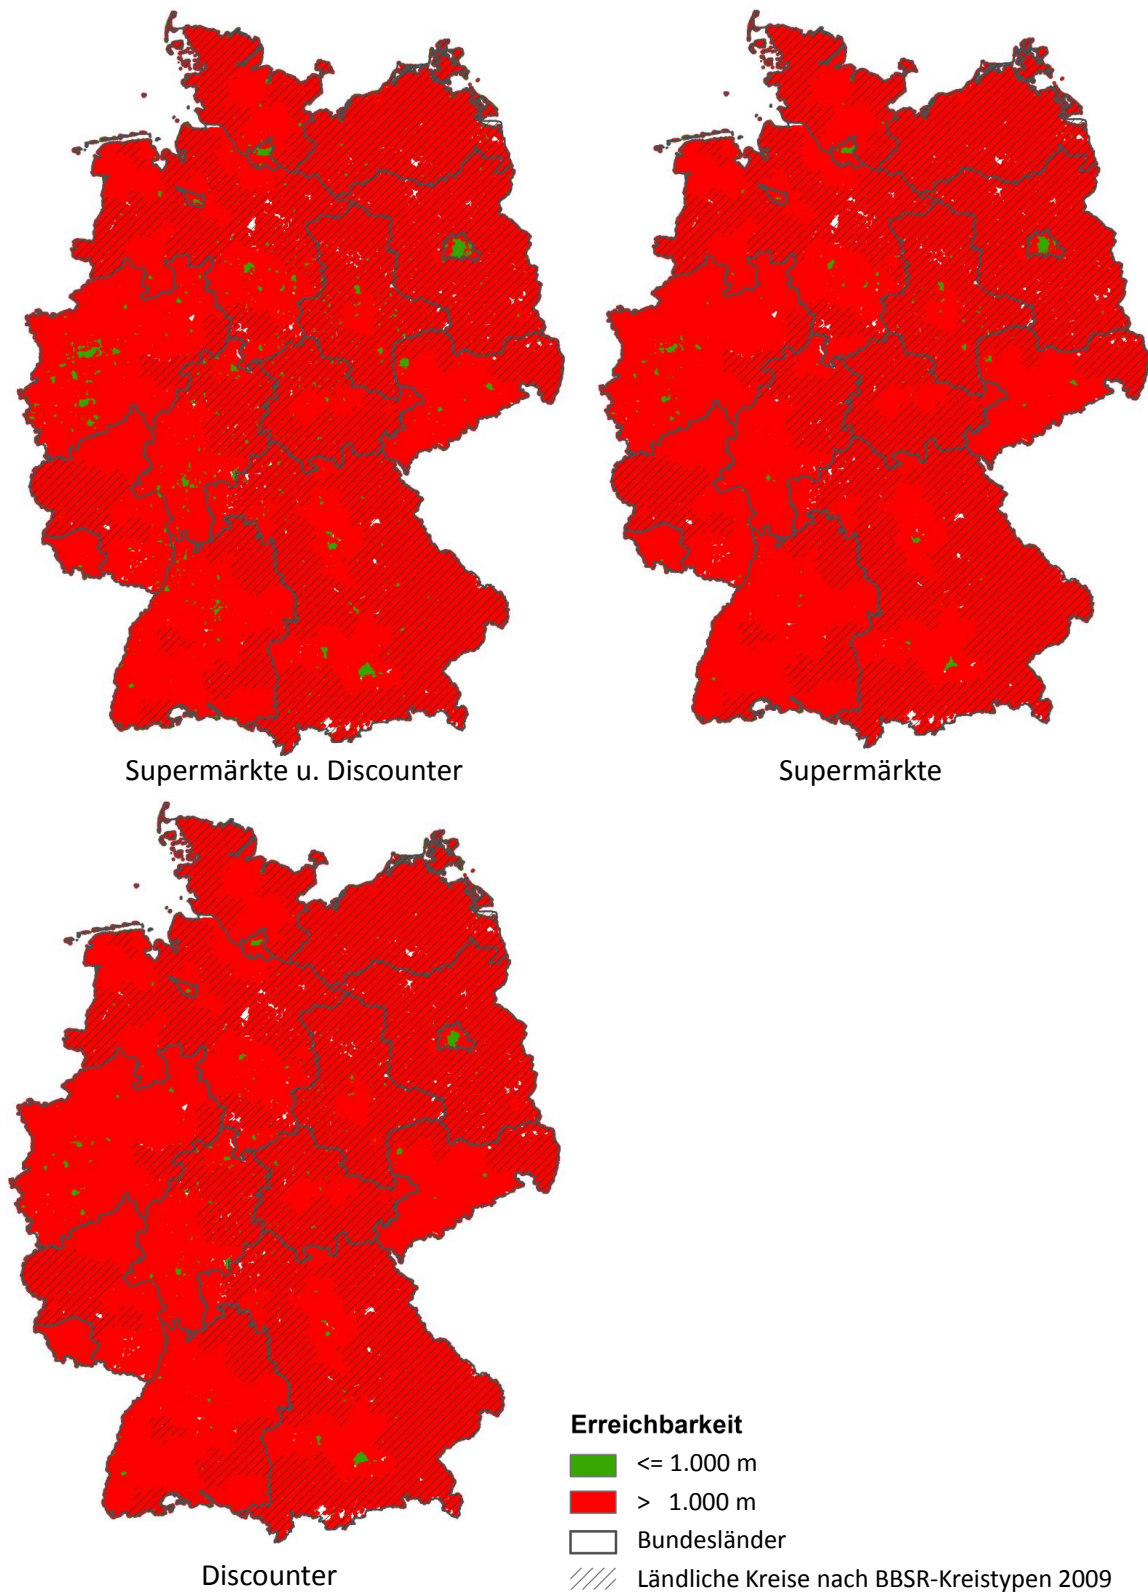 Supermärkte u. Discounter
Supermärkte
Discounter
Erreichbarkeit
<= 1.000 m
> 1.000 m
Bundesländer
Ländliche Kreise nach BBSR-Kreistypen 2009